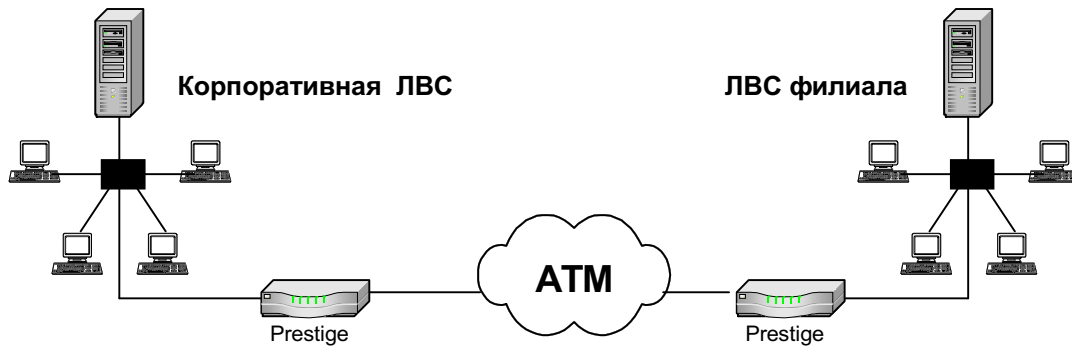 Корпоративная ЛВС
ЛВС филиала
ATM
Prestige
Prestige